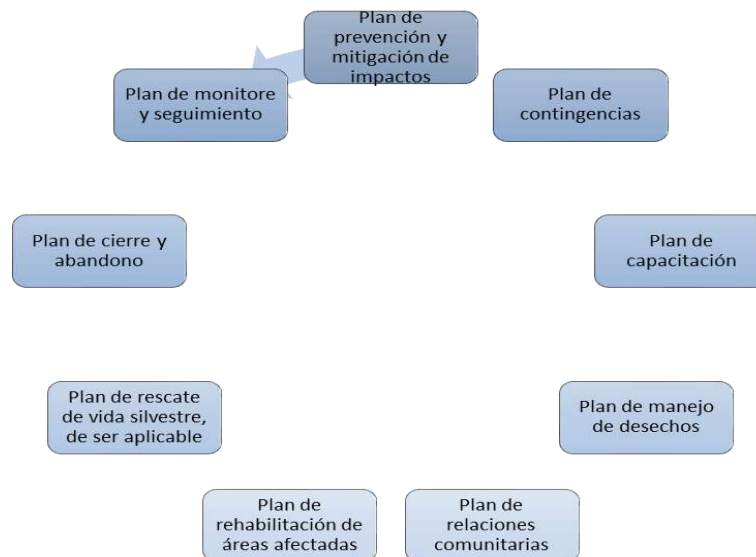 Plan de
prevención y
mitigación de
impactos
Plan de
contingencias
Plan de
capacitación
Plan de manejo
de desechos
Plan de
relaciones
comunitarias
Plan de
rehabilitación de
áreas afectadas
Plan de rescate
de vida silvestre,
de ser aplicable
Plan de cierre y
abandono
Plan de monitore
y seguimiento